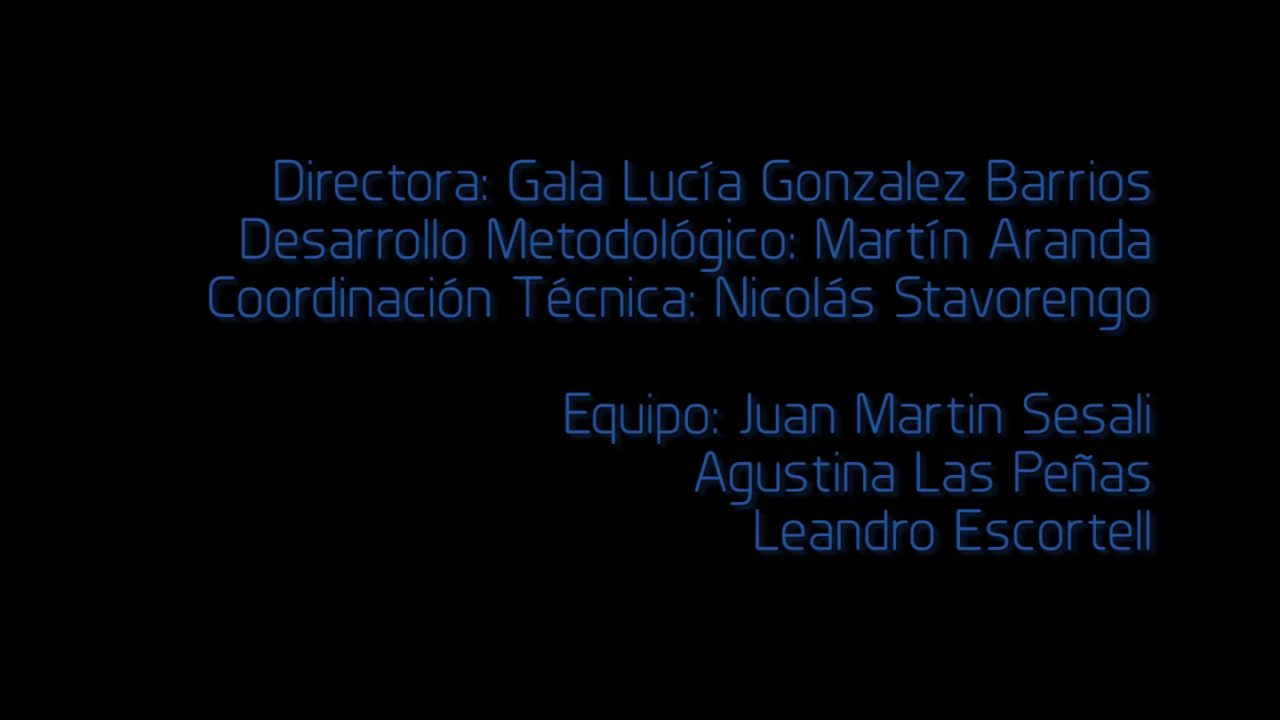 Directora: Gala Lucía Gonzalez Barrios
Desarrollo Metodológico: Martín Aranda
Coordinación Técnica: Nicolás Stavorengo
Equipo: Juan Martin Sesali
Agustina Las Peñas
Leandro Escortell